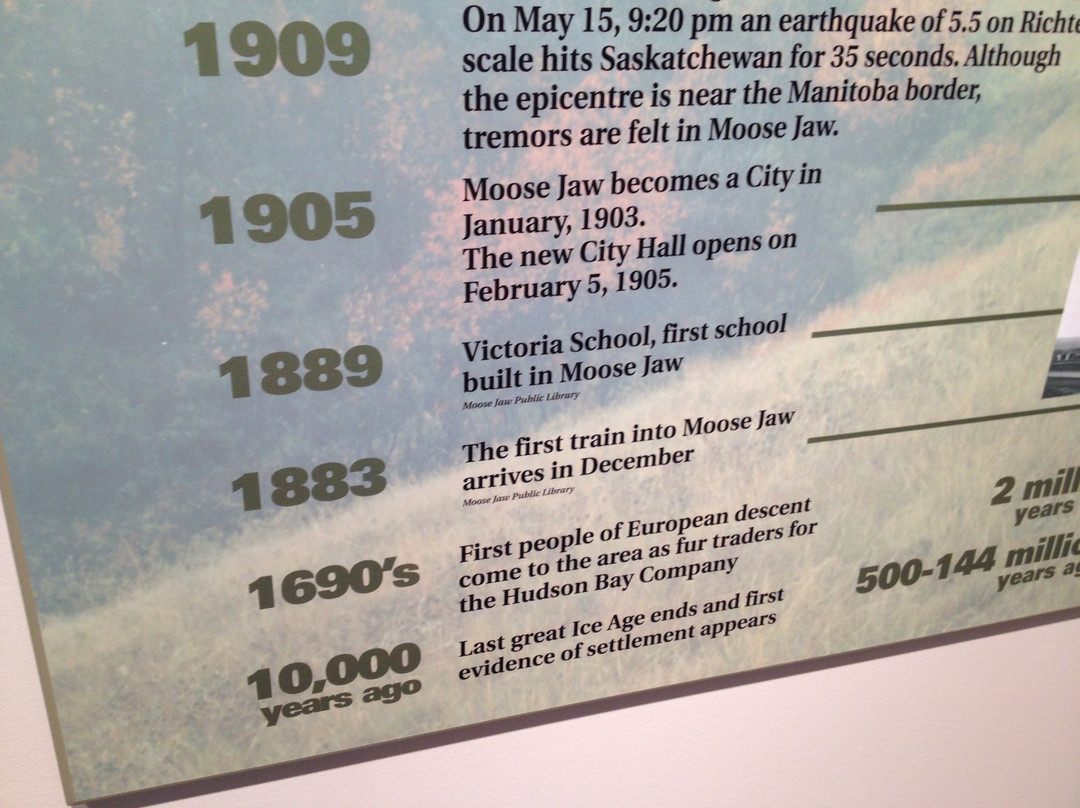 1909
On May 15, 9:20 pm an earthquake of 5.5 on
scale hits Saskatchewan for 35 seconds. Although
the epicentre is near the Manitoba border,
tremors are felt in Moose Jaw.
1905
Moose Jaw becomes a City in
January, 1903.
The new City Hall opens on
February 5, 1905.
1889
Victoria School, first school
built in Moose Jaw
Moose Jaw Public Library
1883
The first train into Moose Jaw
arrives in December
Moose Jaw Public Library
1690's
First people of European descent
come to the area as fur traders for
the Hudson Bay Company
10,000
years ago
Last great Ice Age ends and first
evidence of settlement appears
2
years
500-144
years